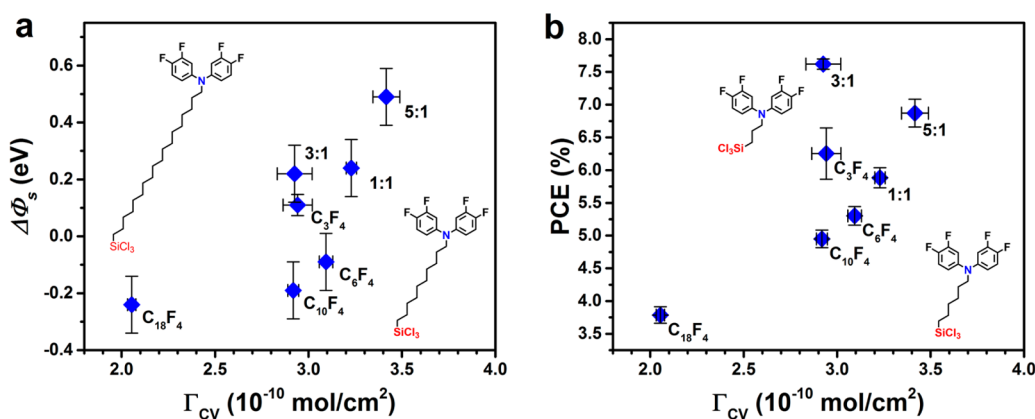 a
ΔΦs (eV)
0.6
0.4
0.2
0.0
-0.2
-0.4
2.0 2.5 3.0 3.5 4.0
ΓCV (10-10 mol/cm2)
F F F F
N
SiCl3
5:1
3:1
1:1
C3F4
C6F4
C10F4
C18F4
F F F F
N
SiCl3
b
PCE (%)
8.0
7.5
7.0
6.5
6.0
5.5
5.0
4.5
4.0
3.5
2.0 2.5 3.0 3.5 4.0
ΓCV (10-10 mol/cm2)
F F F F
N
Cl3Si
3:1
5:1
C3F4
1:1
C6F4
C10F4
C18F4
F F F F
N
SiCl3